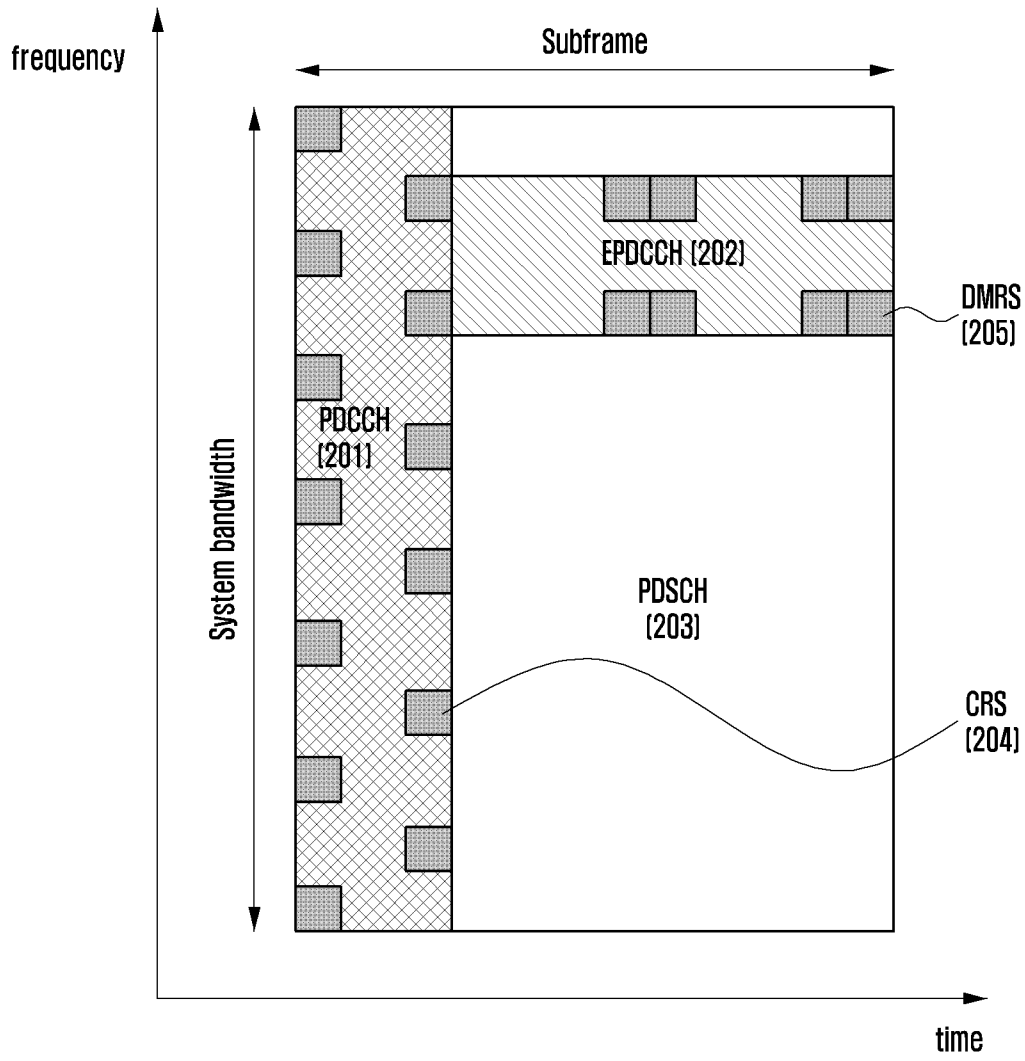 frequency
Subframe
EPDCCH (202)
DMRS
(205)
PDCCH
(201)
System bandwidth
PDSCH
(203)
CRS
(204)
time